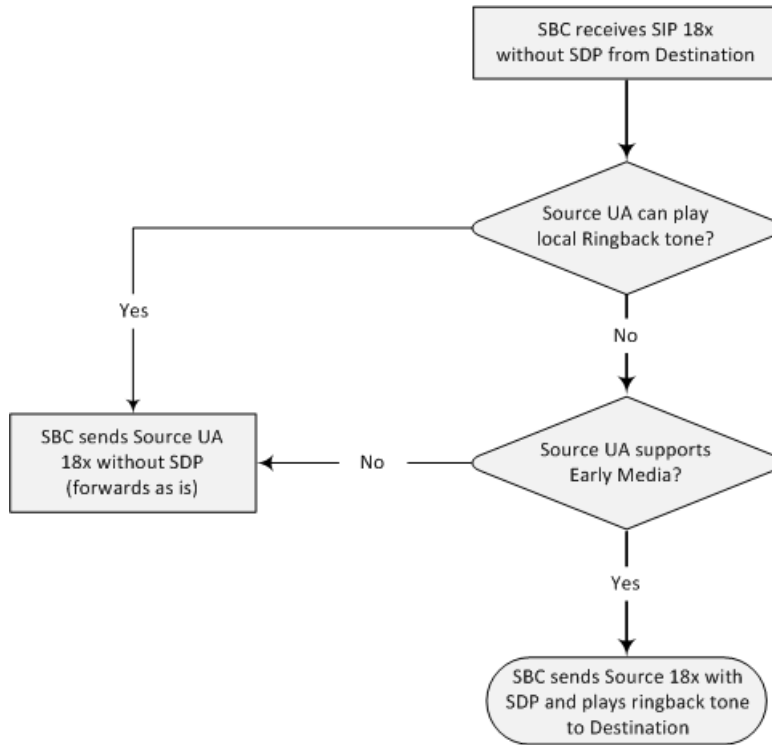 SBC receives SIP 18x
without SDP from Destination
Source UA can play
local Ringback tone?
Yes
No
SBC sends Source UA
18x without SDP
(forwards as is)
No
Source UA supports
Early Media?
Yes
SBC sends Source 18x with
SDP and plays ringback tone
to Destination